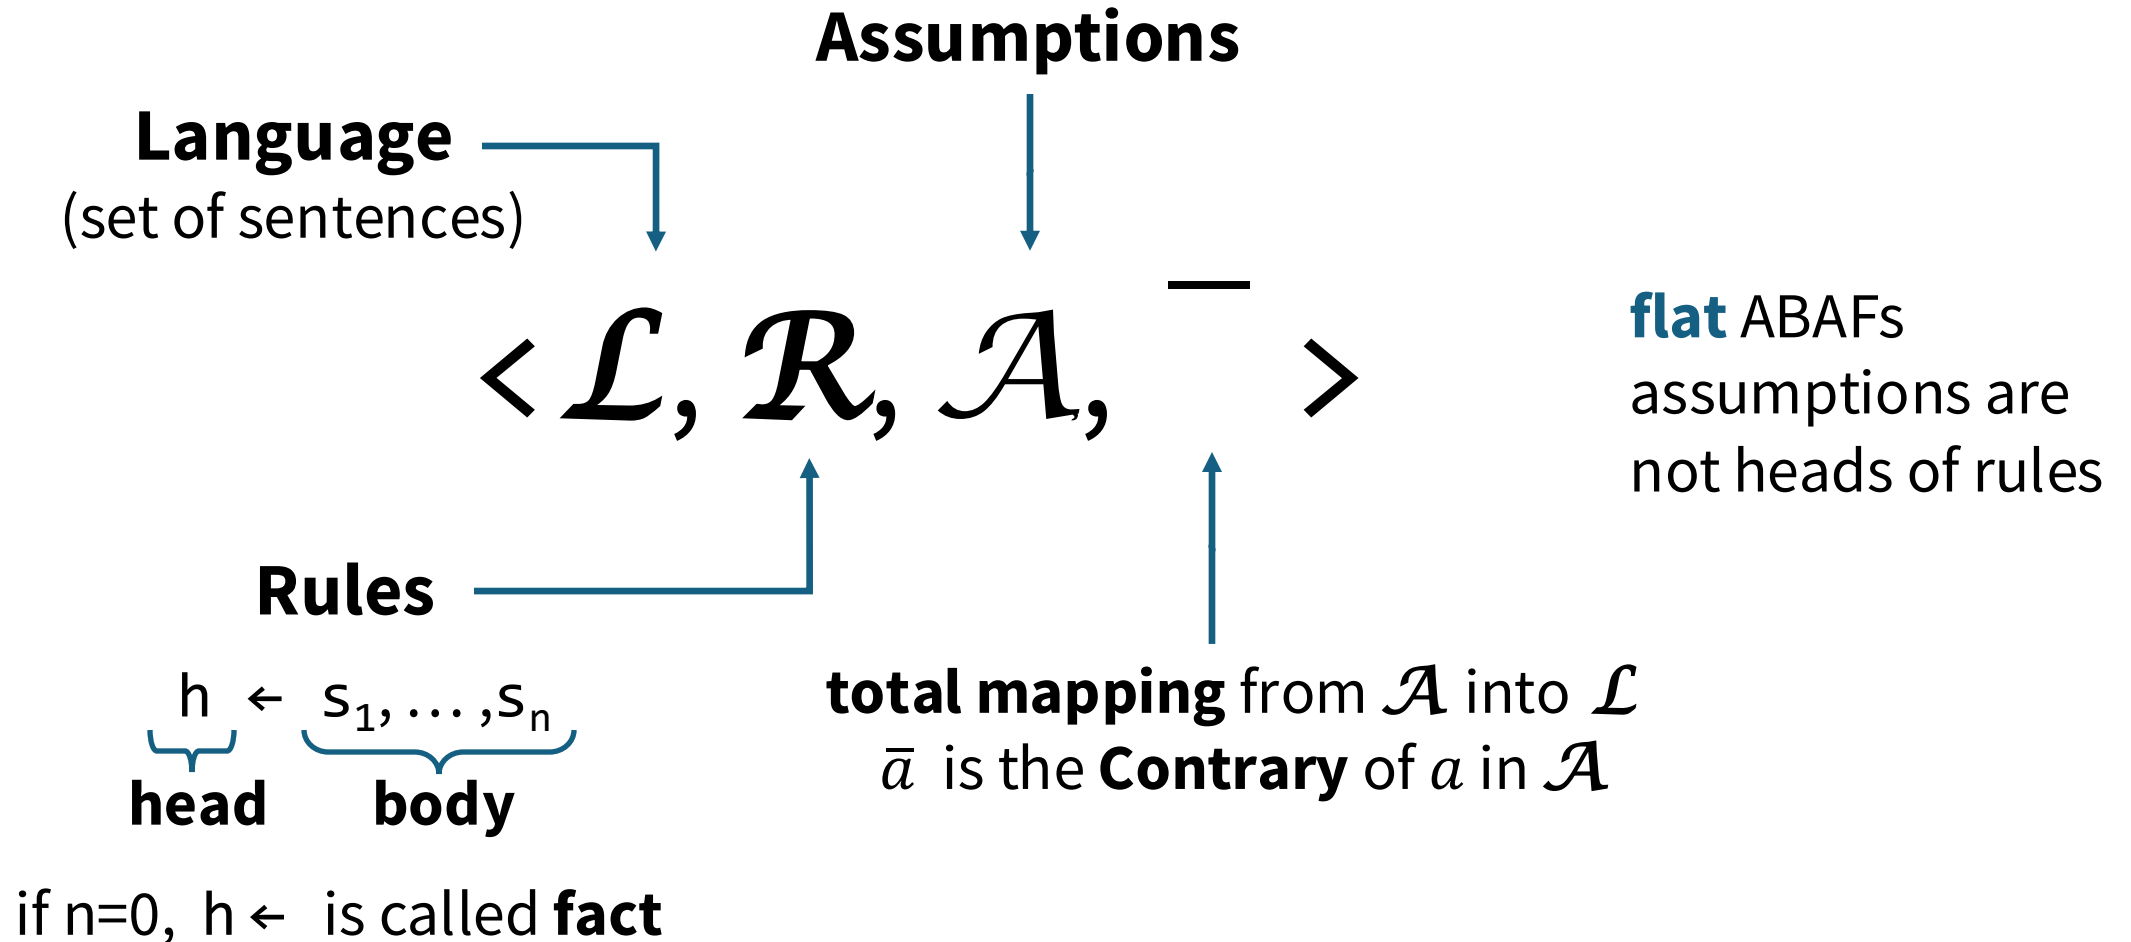 Assumptions
Language
(set of sentences)
< ℒ, ℛ, 𝒜, ¯ >
flat ABAFs
assumptions are
not heads of rules
Rules
h ← s₁,...,sₙ
head body
if n=0, h ← is called fact
total mapping from 𝒜 into ℒ
a̅ is the Contrary of a in 𝒜